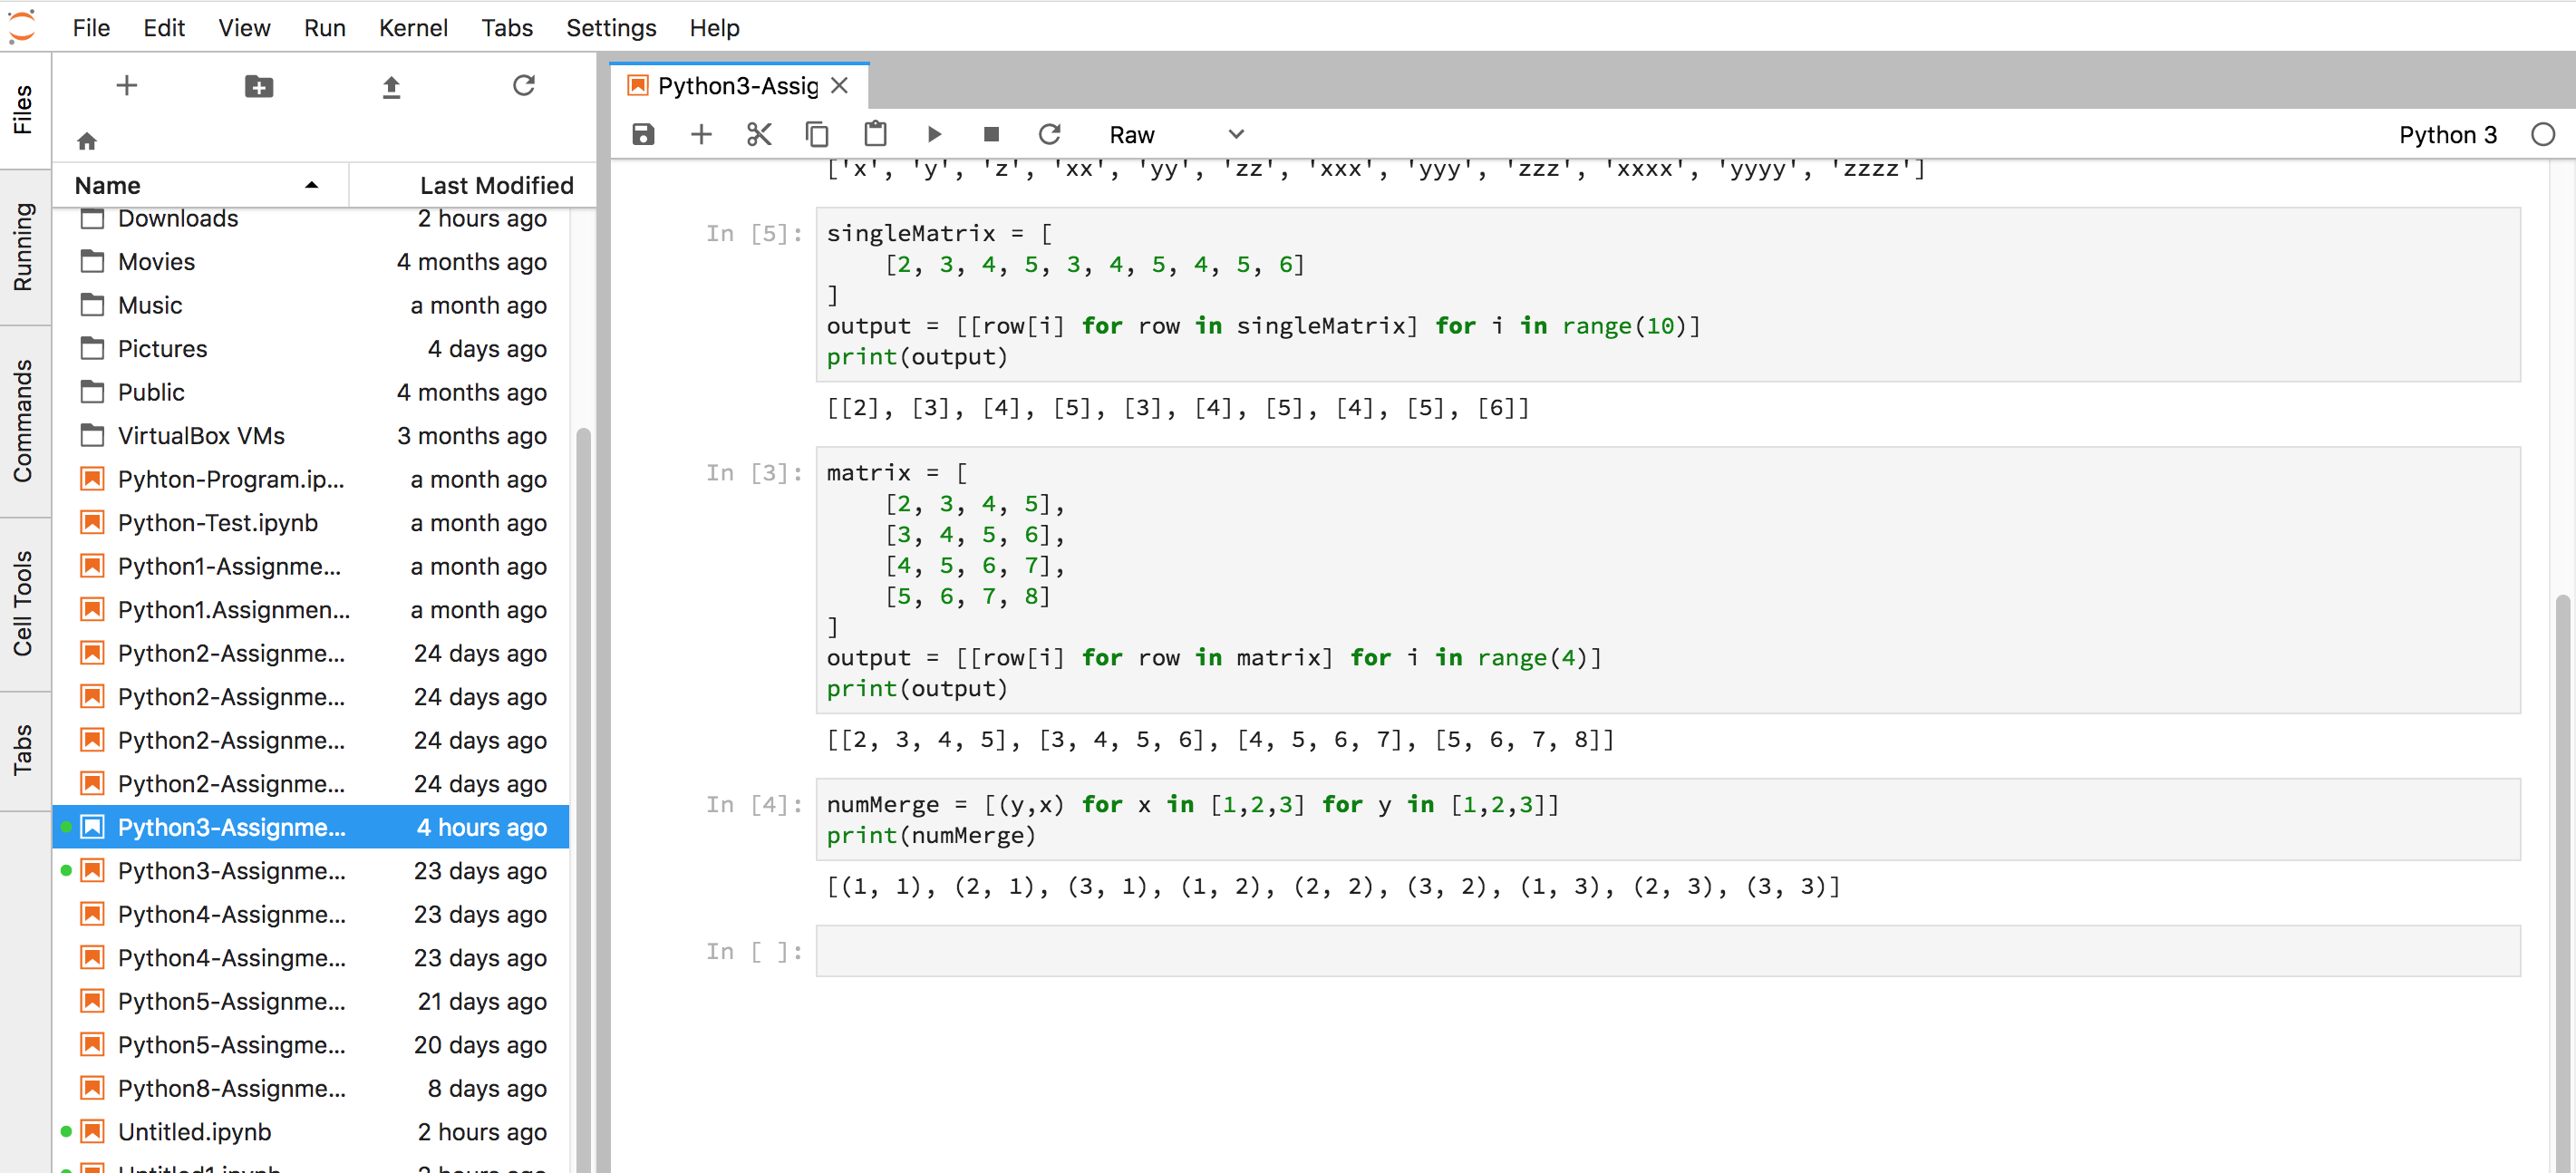 File Edit View Run Kernel Tabs Settings Help
Files
Running
Commands
Cell Tools
Tabs
Name Last Modified
Downloads 2 hours ago
Movies 4 months ago
Music a month ago
Pictures 4 days ago
Public 4 months ago
VirtualBox VMs 3 months ago
Pyhton-Program.ip... a month ago
Python-Test.ipynb a month ago
Python1-Assignme... a month ago
Python1.Assignmen... a month ago
Python2-Assignme... 24 days ago
Python2-Assignme... 24 days ago
Python2-Assignme... 24 days ago
Python2-Assignme... 24 days ago
Python3-Assignme... 4 hours ago
Python3-Assignme... 23 days ago
Python4-Assignme... 23 days ago
Python4-Assingme... 23 days ago
Python5-Assignme... 21 days ago
Python5-Assingme... 20 days ago
Python8-Assignme... 8 days ago
Untitled.ipynb 2 hours ago
Python3-Assig
Raw Python 3
['x', 'y', 'z', 'xx', 'yy', 'zz', 'xxx', 'yyy', 'zzz', 'xxxx', 'yyyy', 'zzzz']
In [5]: singleMatrix = [
    [2, 3, 4, 5, 3, 4, 5, 4, 5, 6]
]
output = [[row[i] for row in singleMatrix] for i in range(10)]
print(output)
[[2], [3], [4], [5], [3], [4], [5], [4], [5], [6]]
In [3]: matrix = [
    [2, 3, 4, 5],
    [3, 4, 5, 6],
    [4, 5, 6, 7],
    [5, 6, 7, 8]
]
output = [[row[i] for row in matrix] for i in range(4)]
print(output)
[[2, 3, 4, 5], [3, 4, 5, 6], [4, 5, 6, 7], [5, 6, 7, 8]]
In [4]: numMerge = [(y,x) for x in [1,2,3] for y in [1,2,3]]
print(numMerge)
[(1, 1), (2, 1), (3, 1), (1, 2), (2, 2), (3, 2), (1, 3), (2, 3), (3, 3)]
In [ ]: